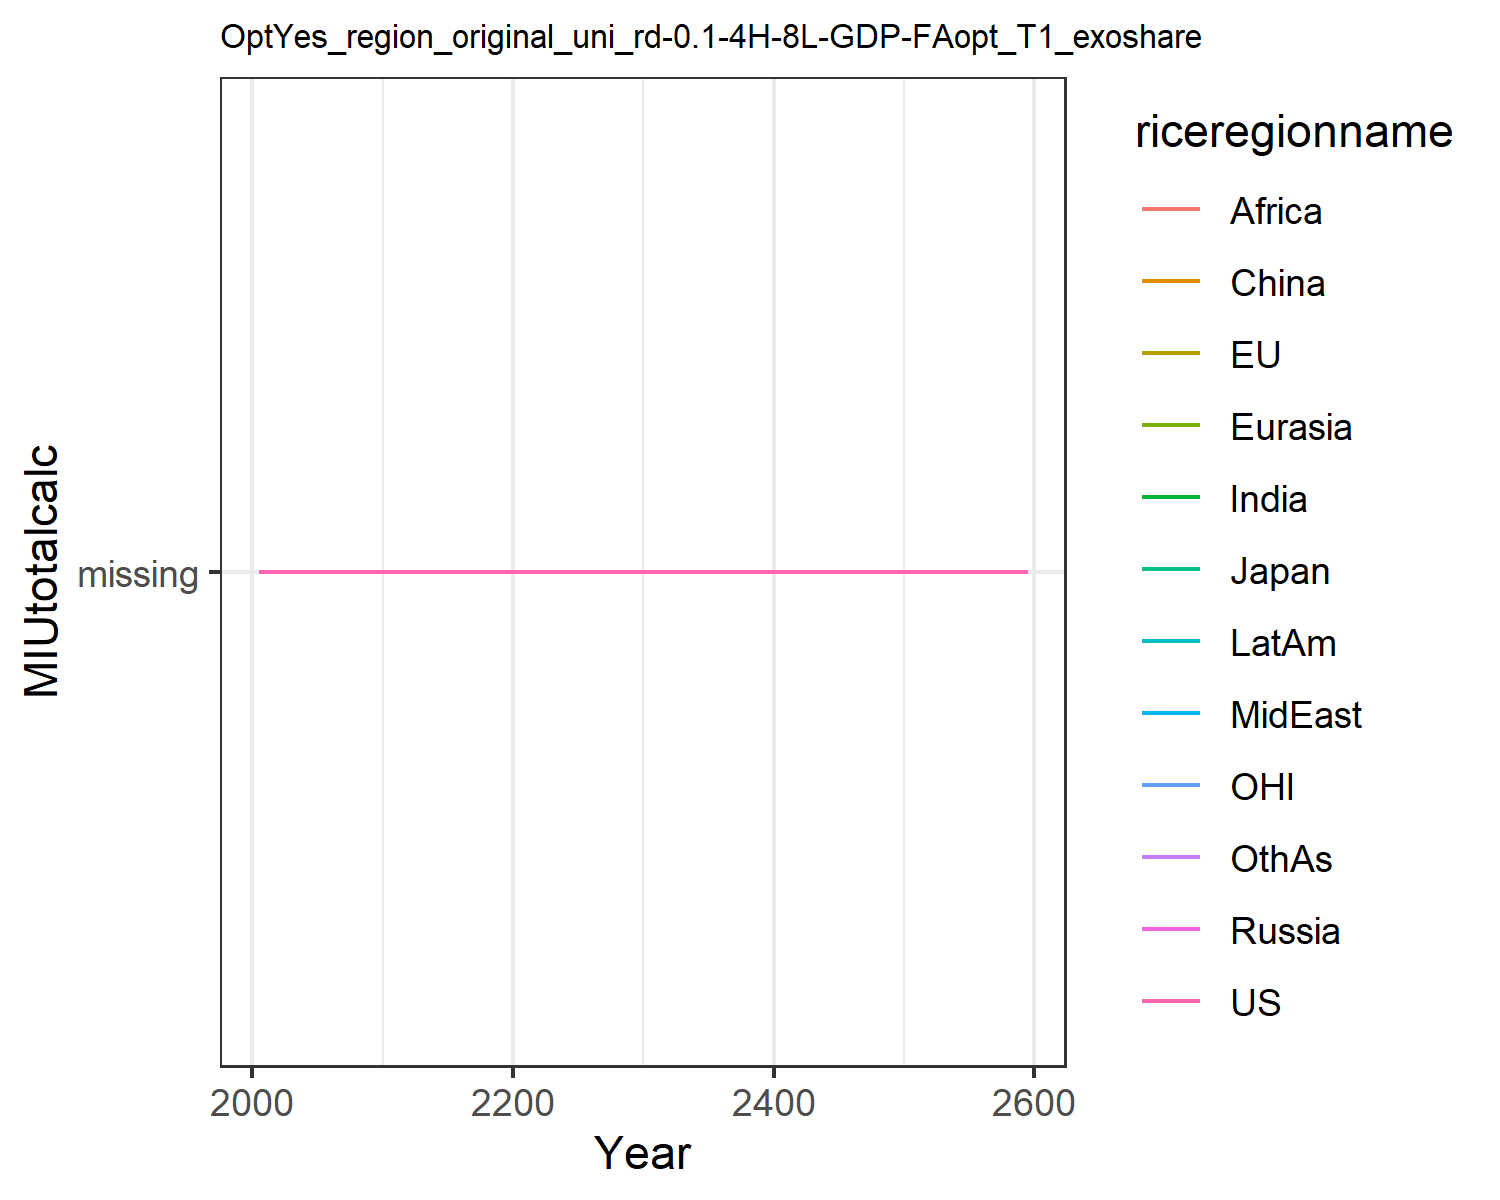 OptYes_region_original_uni_rd-0.1-4H-8L-GDP-FAopt_T1_exoshare
MIUtotalcalc
missing
2000 2200 2400 2600
Year
riceregionname
Africa
China
EU
Eurasia
India
Japan
LatAm
MidEast
OHI
OthAs
Russia
US